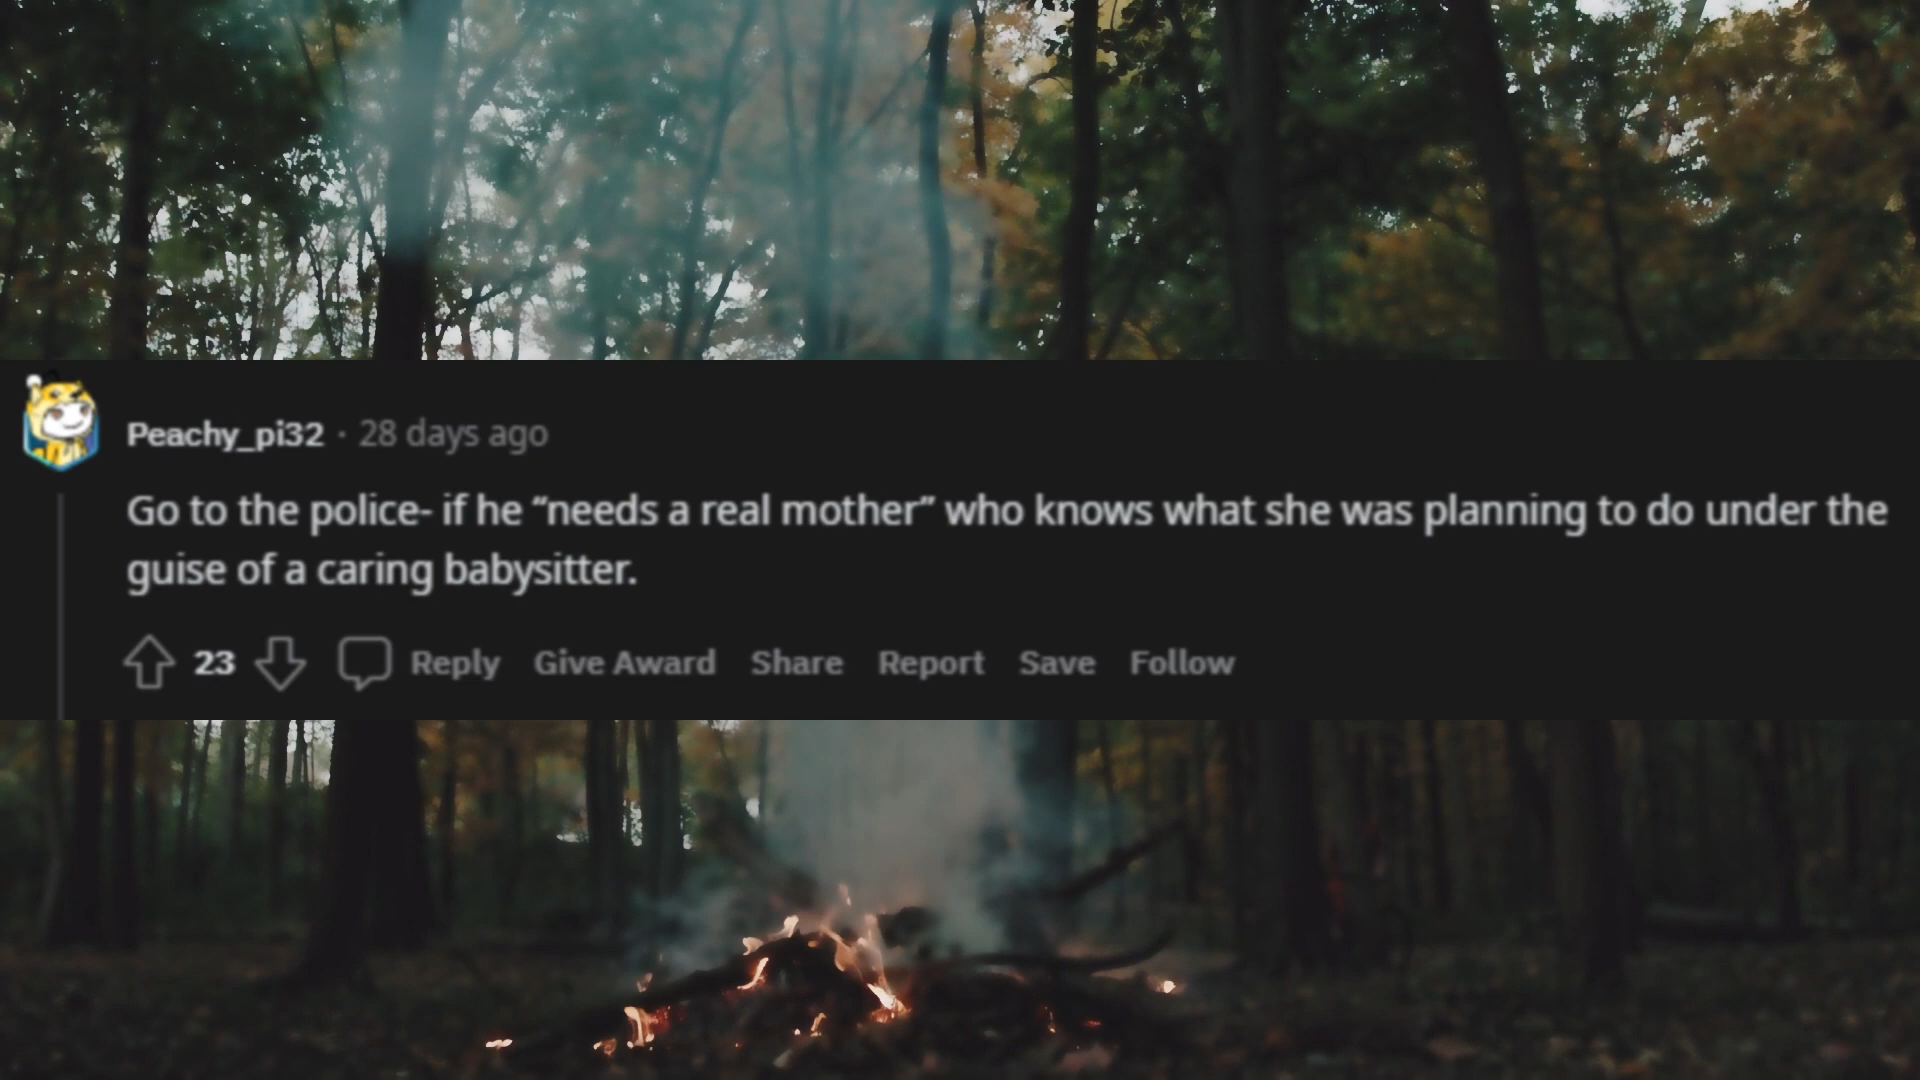 Peachy_pi32 · 28 days ago
Go to the police- if he “needs a real mother” who knows what she was planning to do under the
guise of a caring babysitter.
23 Reply Give Award Share Report Save Follow